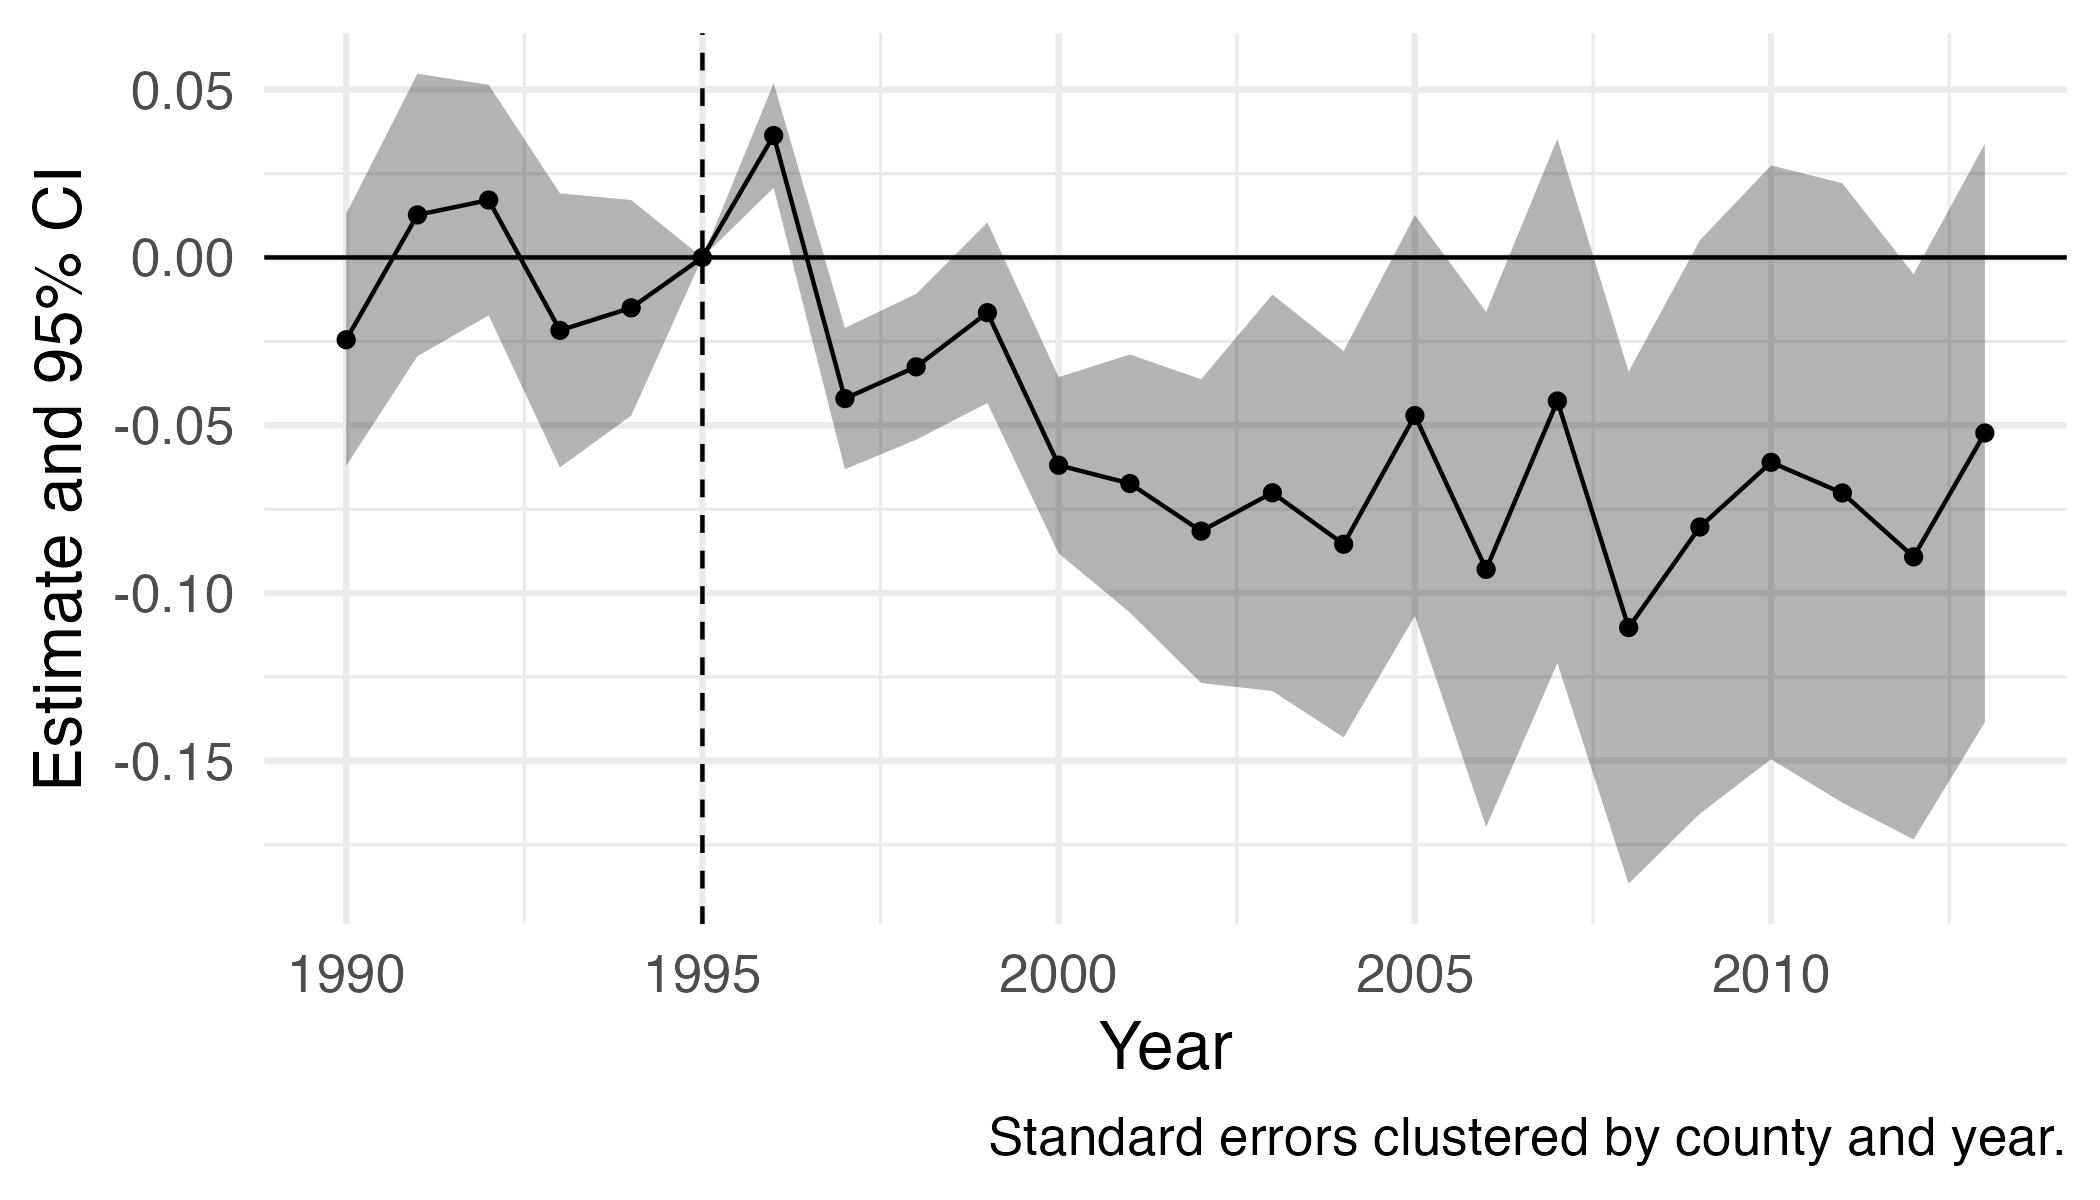 Estimate and 95% CI
0.05
0.00
-0.05
-0.10
-0.15
1990 1995 2000 2005 2010
Year
Standard errors clustered by county and year.